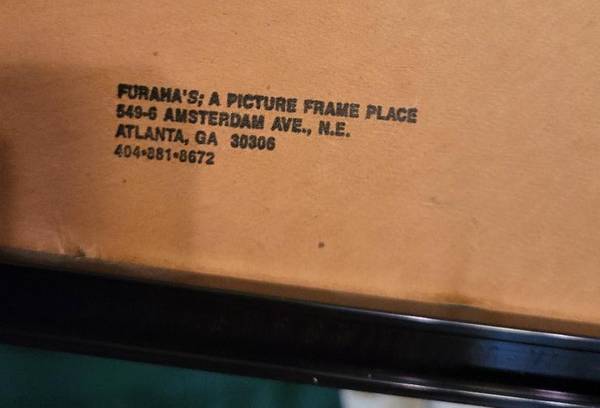 FURAHA'S; A PICTURE FRAME PLACE
549-6 AMSTERDAM AVE., N.E.
ATLANTA, GA 30306
404•881•8672